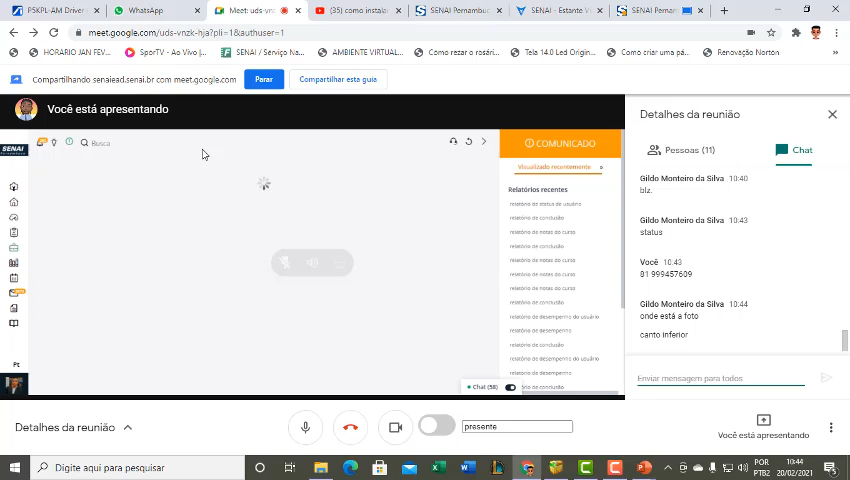 P5KPL-AM Driver
WhatsApp
Meet: uds-vnz
(35) como instalar
SENAI Pernambuc
SENAI - Estante V
SENAI Pernam
meet.google.com/uds-vnzk-hja?pli=1&authuser=1
HORARIO JAN FEV...
SporTV - Ao Vivo |...
SENAI / Serviço Na...
AMBIENTE VIRTUAL...
Como rezar o rosári...
Tela 14.0 Led Origin...
Como criar uma pá...
Renovação Norton
Compartilhando senaiead.senai.br com meet.google.com
Parar
Compartilhar esta guia
Você está apresentando
Detalhes da reunião
Pessoas (11)
Chat
SENAI
Busca
COMUNICADO
Visualizado recentemente
»
Relatórios recentes
relatório de status de usuário
relatório de conclusão
relatório de notas do curso
relatório de conclusão
relatório de notas do curso
relatório de conclusão
relatório de notas do curso
relatório de conclusão
relatório de desempenho do usuário
relatório de desempenho
relatório de conclusão
relatório de desempenho do usuário
relatório de desempenho
de conclusão
Chat (58)
Pt
Gildo Monteiro da Silva 10:40
blz.
Gildo Monteiro da Silva 10:43
status
Você 10:43
81 999457609
Gildo Monteiro da Silva 10:44
onde está a foto
canto inferior
Enviar mensagem para todos
Detalhes da reunião
presente
Você está apresentando
Digite aqui para pesquisar
POR
PTB2
10:44
20/02/2021
5